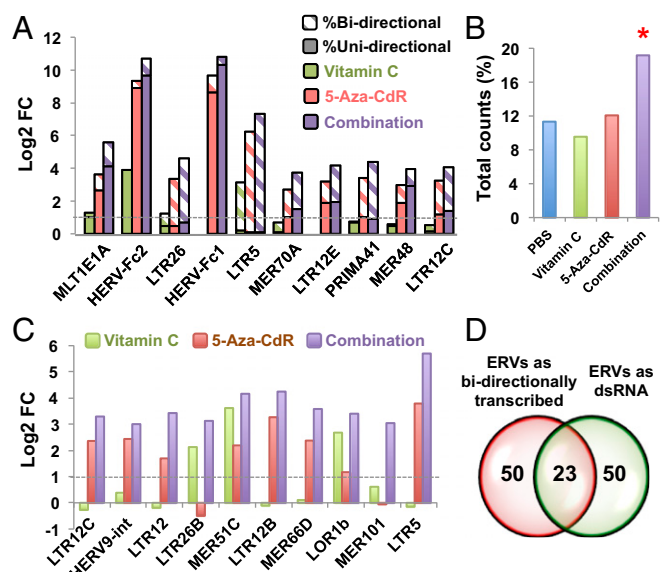 A
%Bi-directional
%Uni-directional
Vitamin C
5-Aza-CdR
Combination
Log2 FC
12
10
8
6
4
2
0
MLT1E1A
HERV-Fc2
LTR26
HERV-Fc1
LTR5
MER70A
LTR12E
PRIMA41
MER48
LTR12C
B
*
Total counts (%)
20
16
12
8
4
0
PBS
Vitamin C
5-Aza-CdR
Combination
C
Vitamin C
5-Aza-CdR
Combination
Log2 FC
6
5
4
3
2
1
0
-1
LTR12C
HERV9-int
LTR12
LTR26B
MER51C
LTR12B
MER66D
LOR1b
MER101
LTR5
D
ERVs as
bi-directionally
transcribed
ERVs as
dsRNA
50
23
50